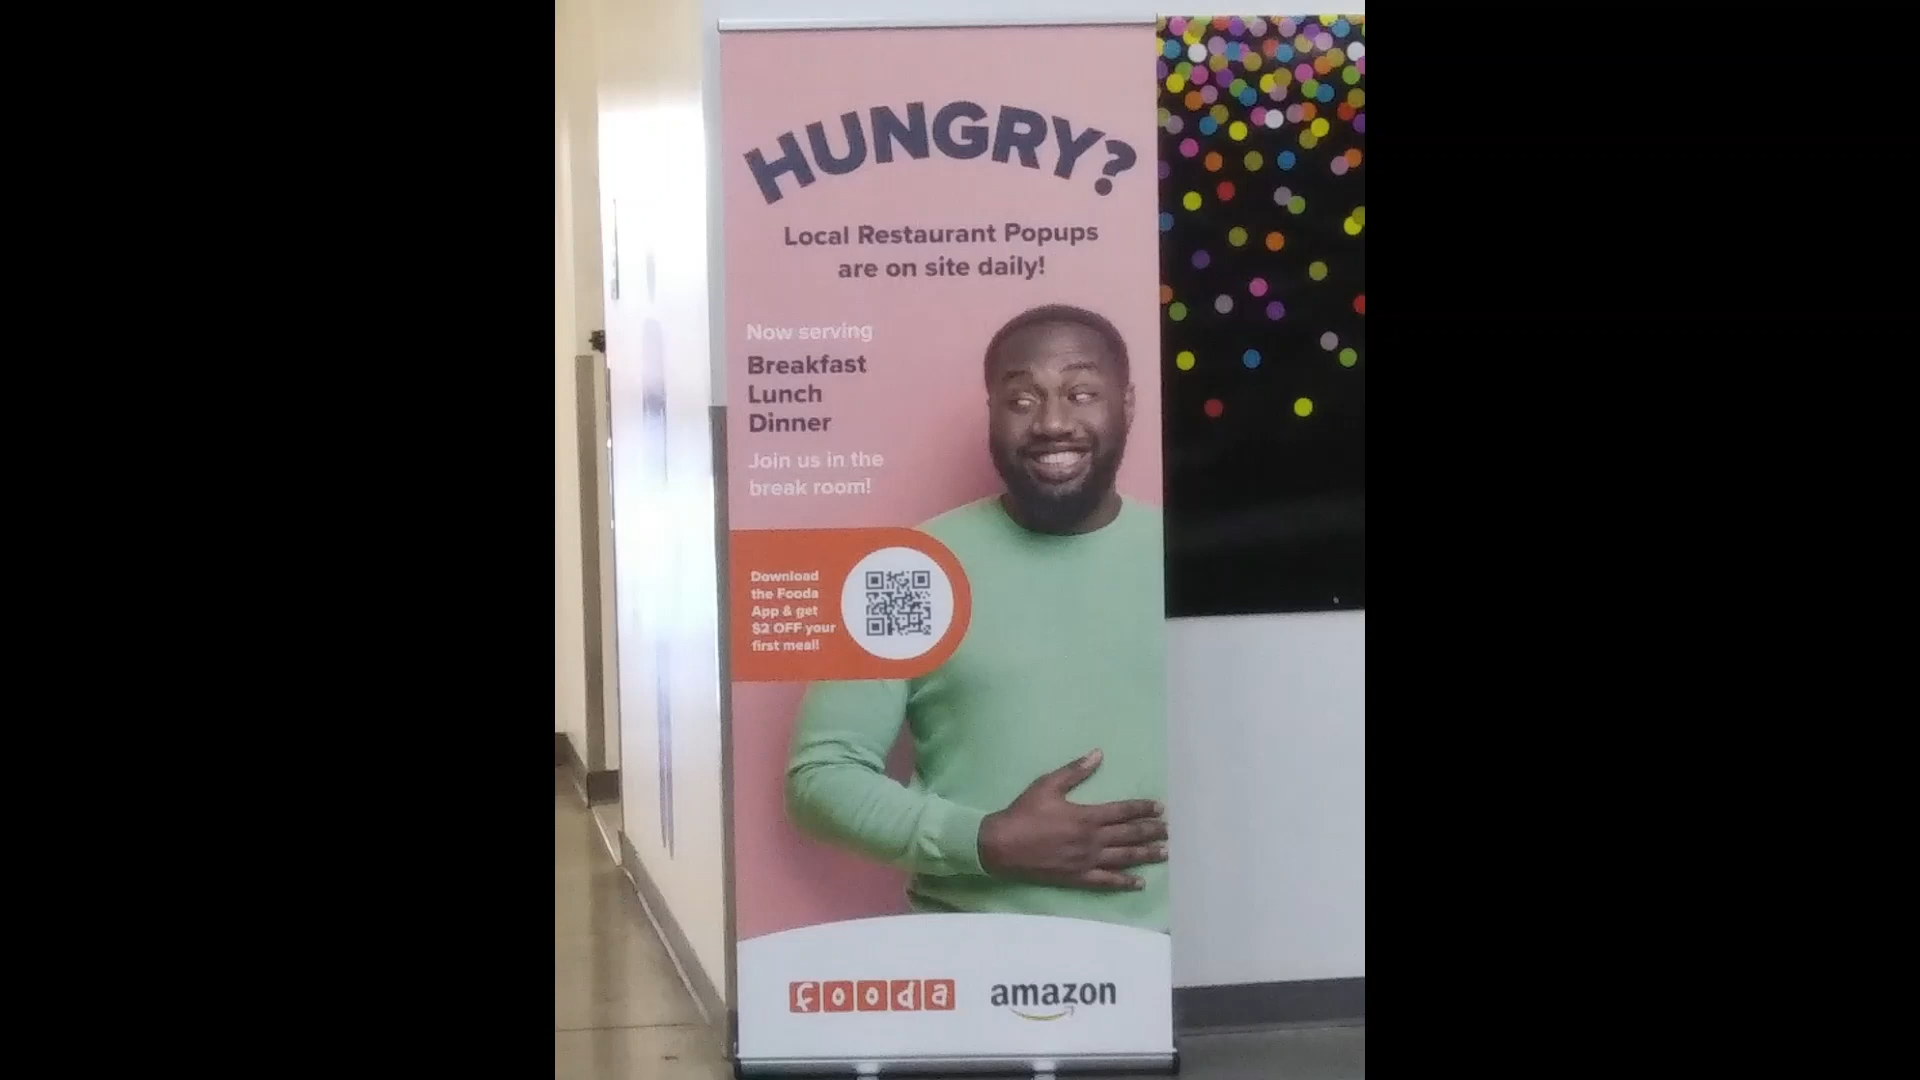 HUNGRY?
Local Restaurant Popups
are on site daily!
Now serving
Breakfast
Lunch
Dinner
Join us in the
break room!
Download
the Fooda
App & get
$2 OFF your
first meal!
fooda
amazon